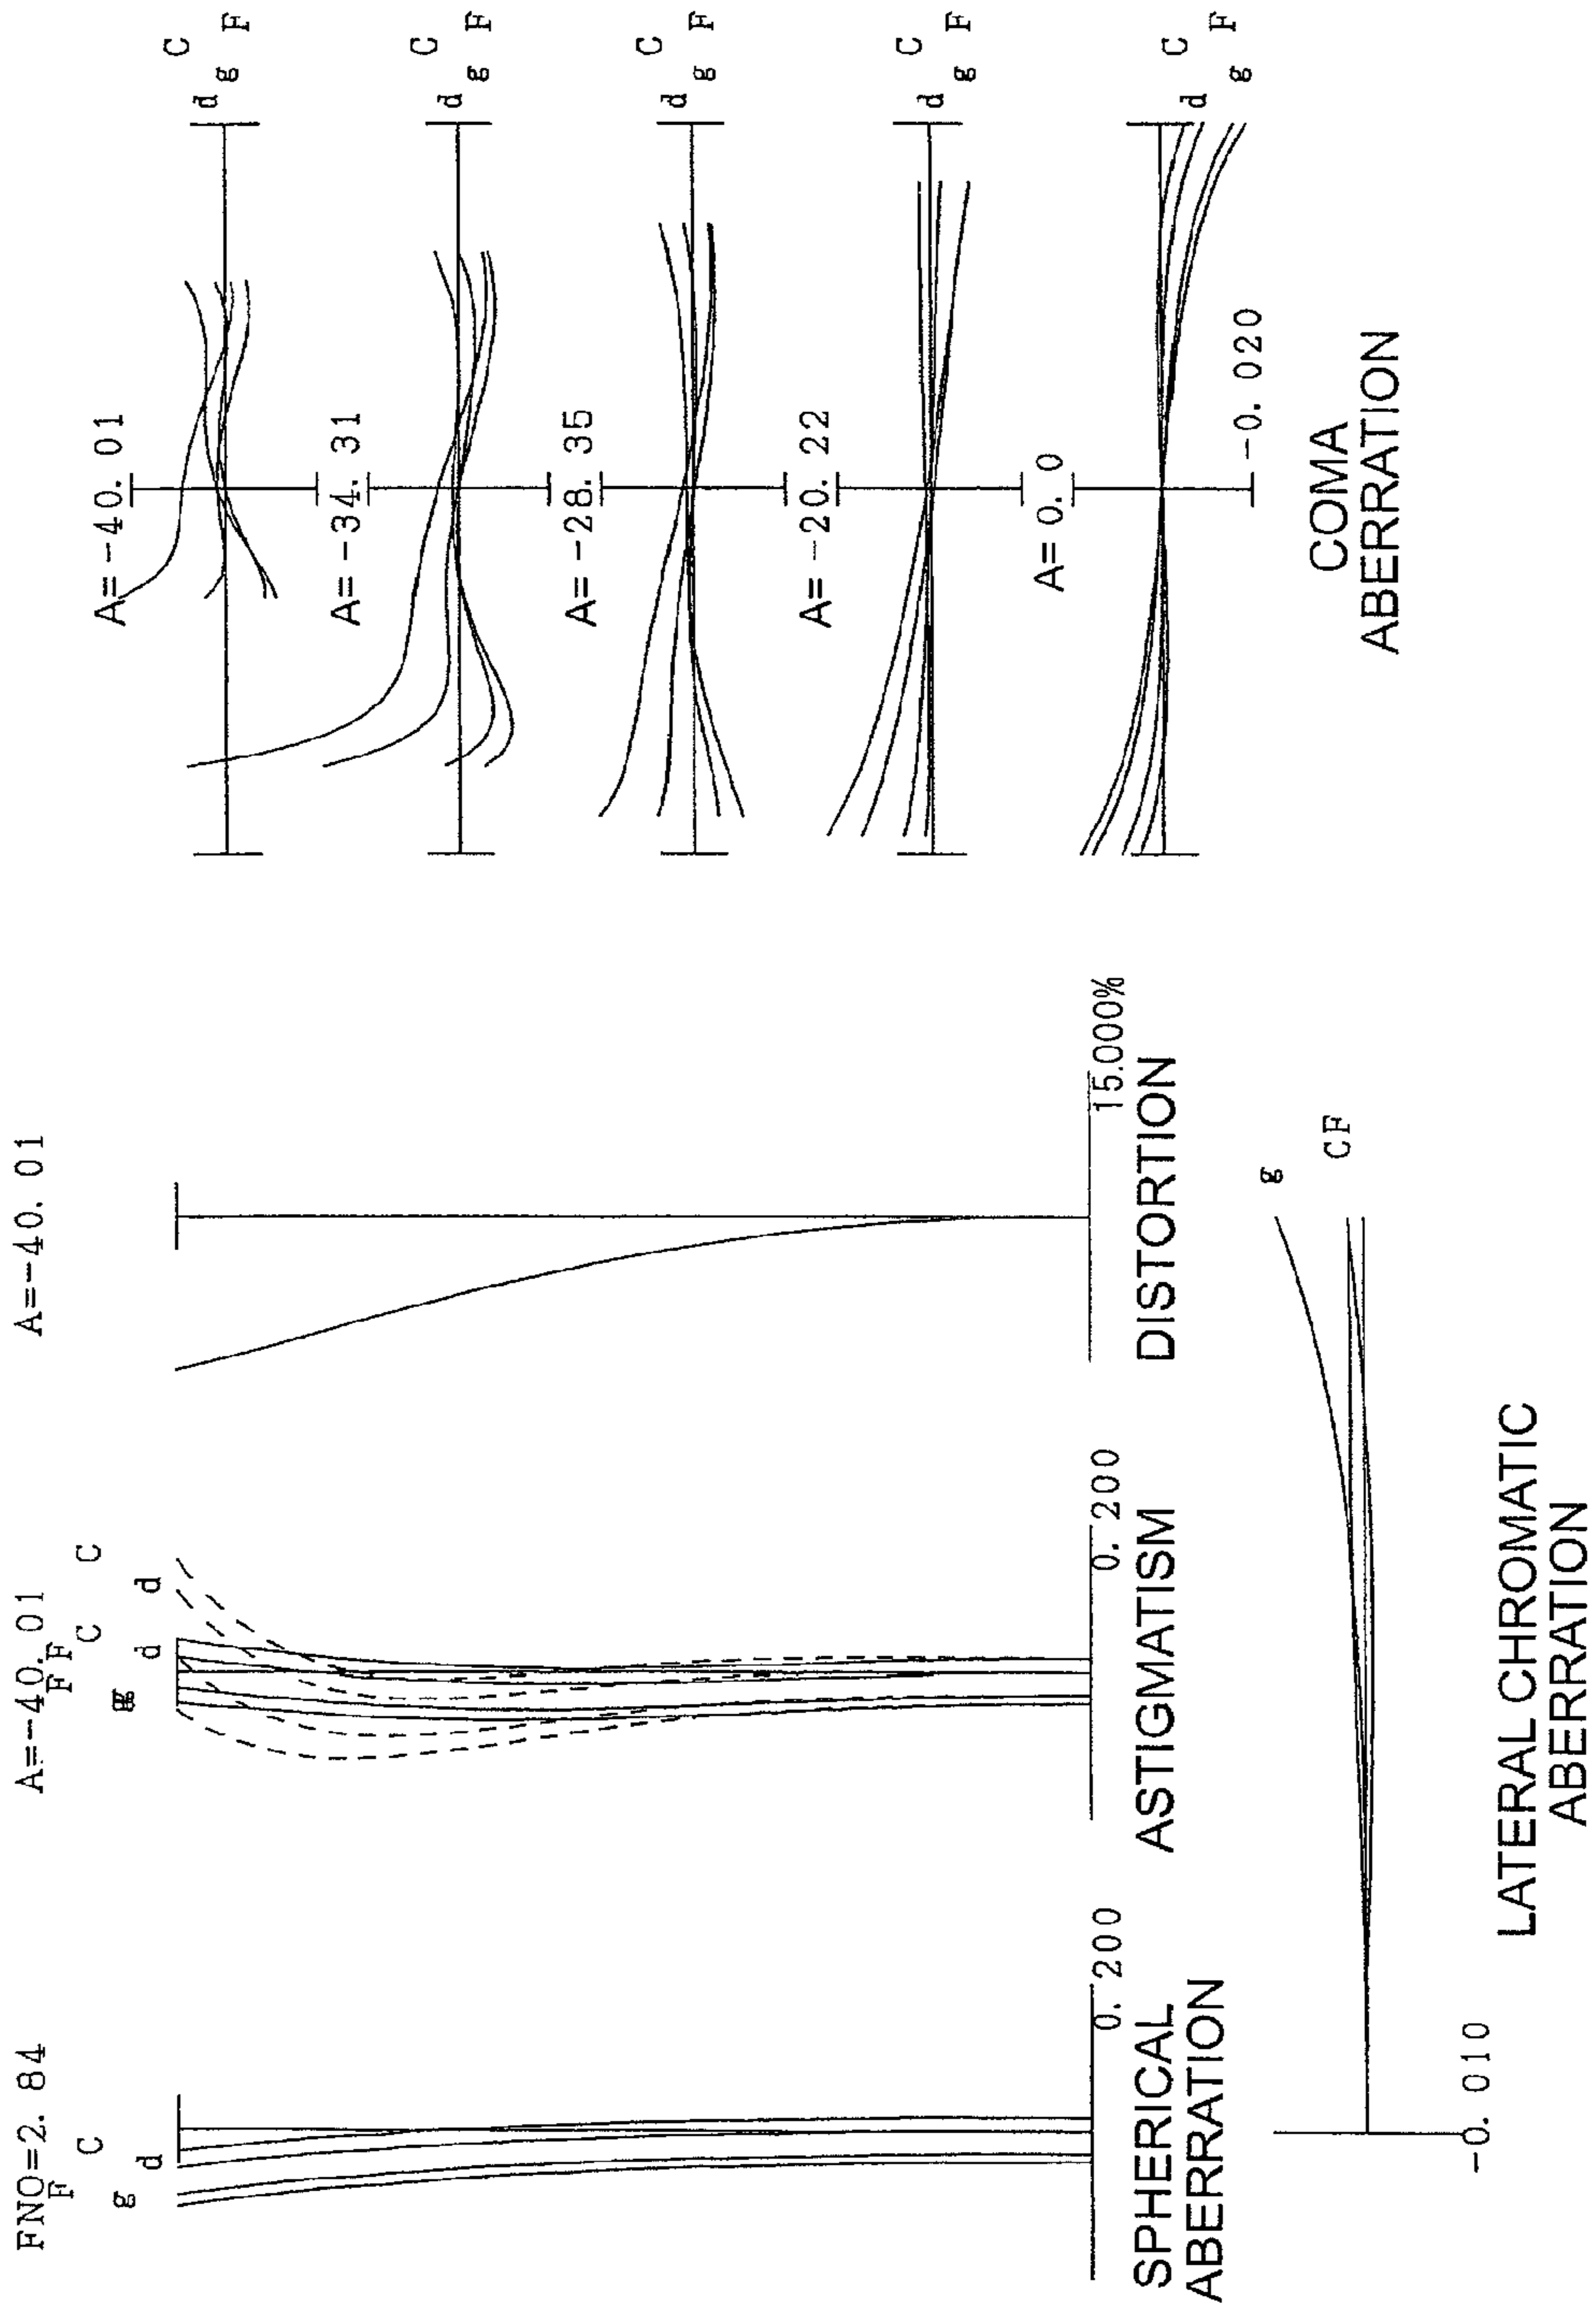 FNO=2. 84
F
C
g
d
0. 200
SPHERICAL
ABERRATION
A=-40. 01
F F
C
C
g g
d
d
0. 200
ASTIGMATISM
A=-40. 01
15.000%
DISTORTION
g
CF
-0. 010
LATERAL CHROMATIC
ABERRATION
A=-40. 01
C
d
g
F
A=-34. 31
C
d
g
F
A=-28. 35
C
d
g
F
A=-20. 22
C
d
g
F
A=0. 0
C
d
g
F
-0. 020
COMA
ABERRATION